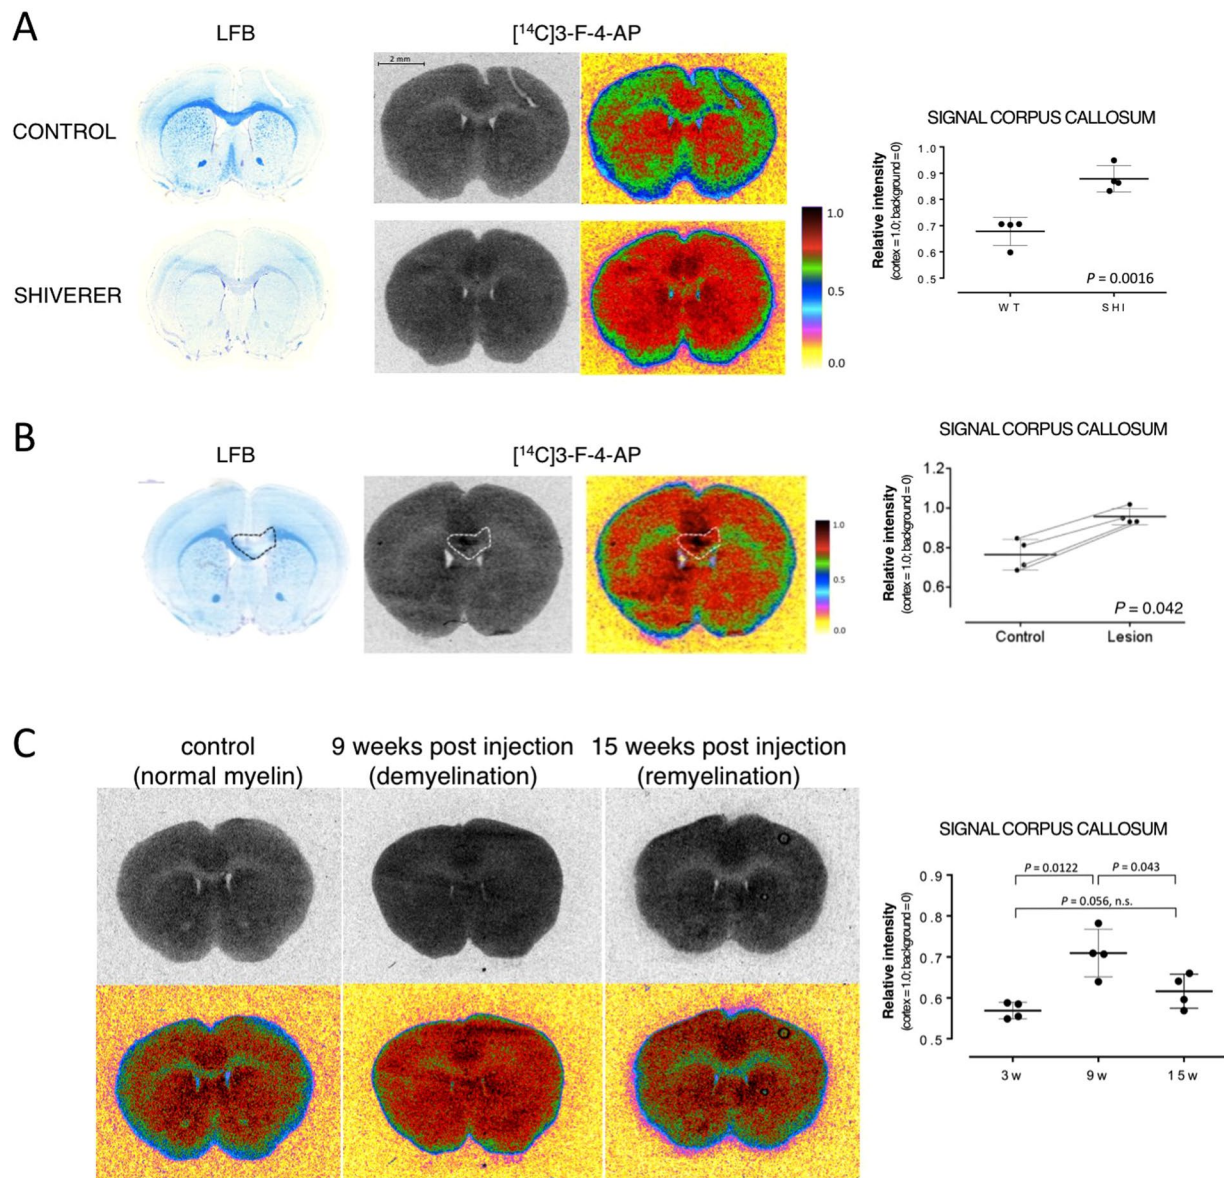 A
LFB
[¹⁴C]3-F-4-AP
CONTROL
SHIVERER
2 mm
1.0
0.5
0.0
SIGNAL CORPUS CALLOSUM
Relative intensity
(cortex = 1.0; background = 0)
1.0
0.9
0.8
0.7
0.6
0.5
P = 0.0016
WT
SHI
B
LFB
[¹⁴C]3-F-4-AP
1.0
0.5
0.0
SIGNAL CORPUS CALLOSUM
Relative intensity
(cortex = 1.0; background = 0)
1.2
1.0
0.8
0.6
P = 0.042
Control
Lesion
C
control
(normal myelin)
9 weeks post injection
(demyelination)
15 weeks post injection
(remyelination)
SIGNAL CORPUS CALLOSUM
Relative intensity
(cortex = 1.0; background = 0)
0.9
0.8
0.7
0.6
0.5
P = 0.0122
P = 0.043
P = 0.056, n.s.
3w
9w
15w